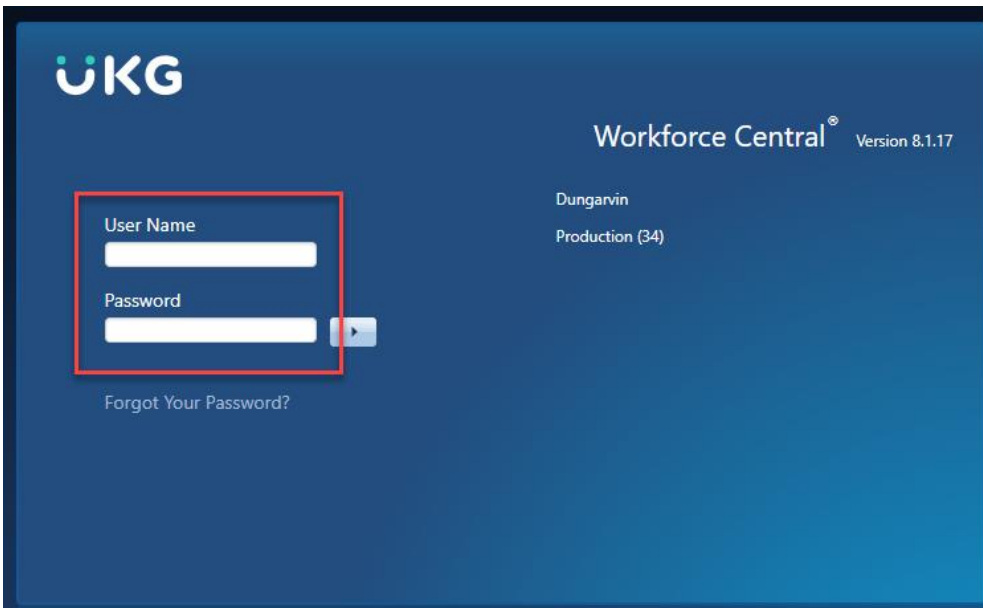 UKG
Workforce Central® Version 8.1.17
Dungarvin
Production (34)
User Name
Password
Forgot Your Password?